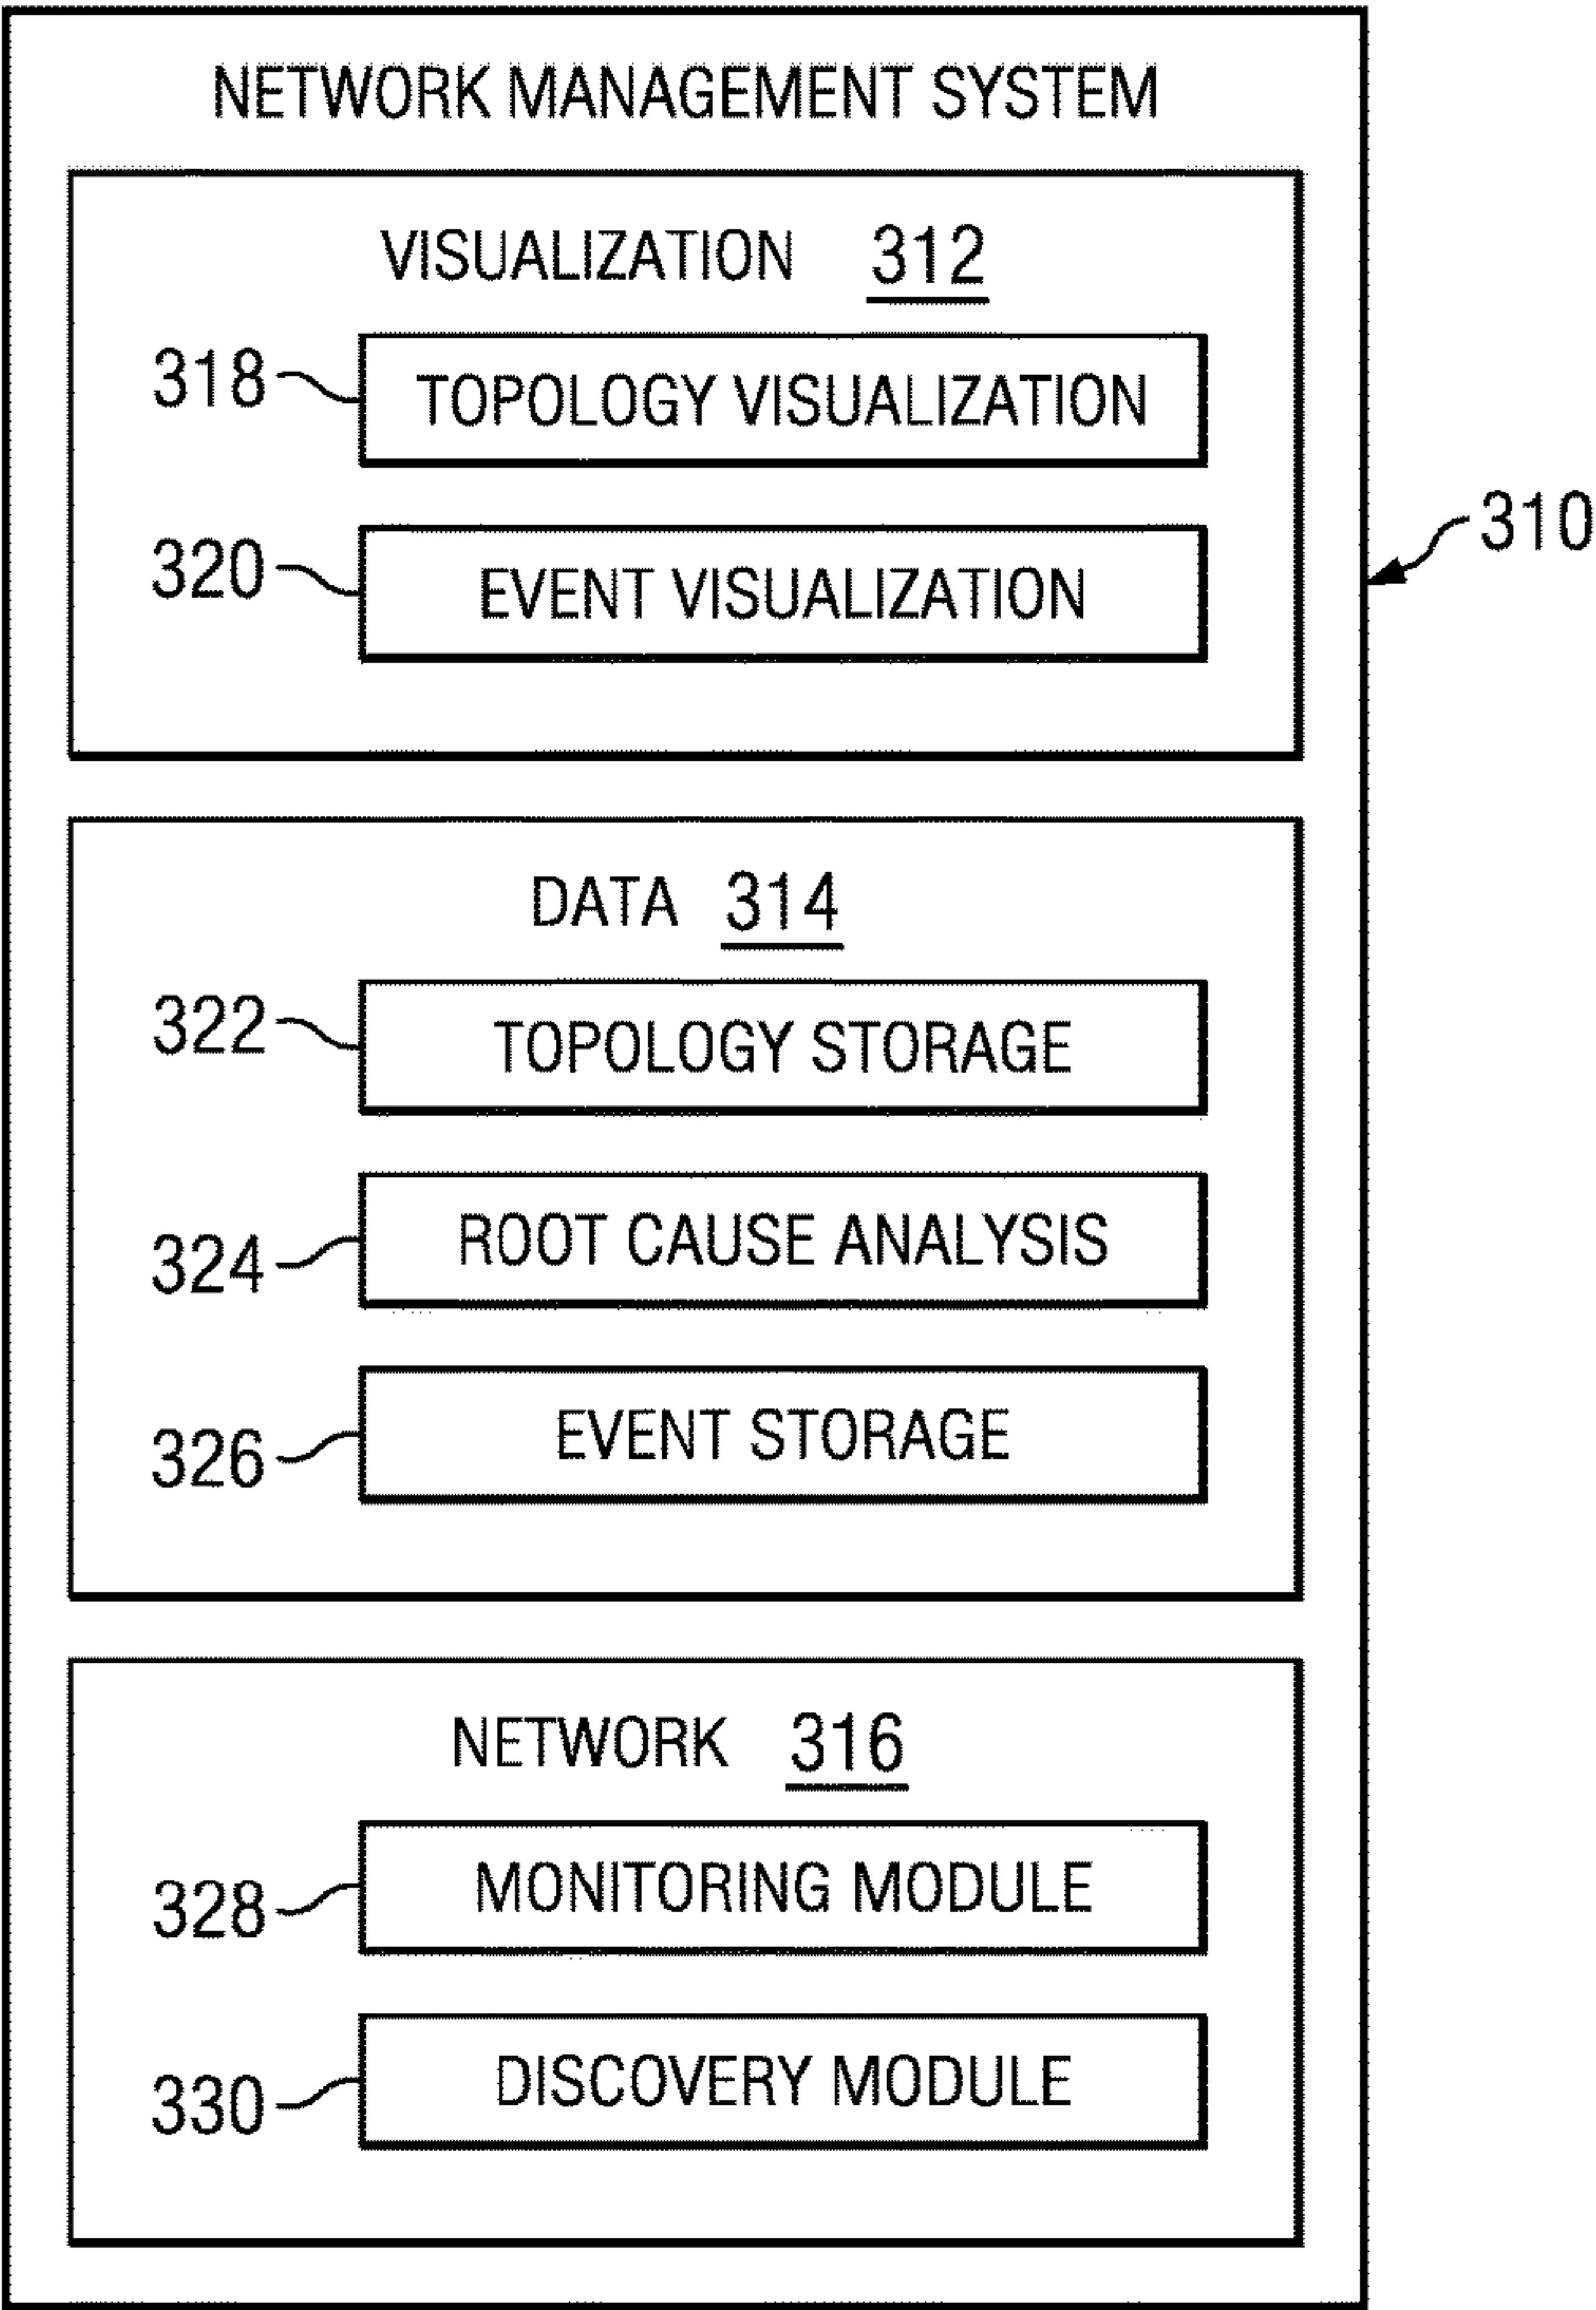 NETWORK MANAGEMENT SYSTEM
VISUALIZATION 312
318 TOPOLOGY VISUALIZATION
310
320 EVENT VISUALIZATION
DATA 314
322 TOPOLOGY STORAGE
324 ROOT CAUSE ANALYSIS
326 EVENT STORAGE
NETWORK 316
328 MONITORING MODULE
330 DISCOVERY MODULE